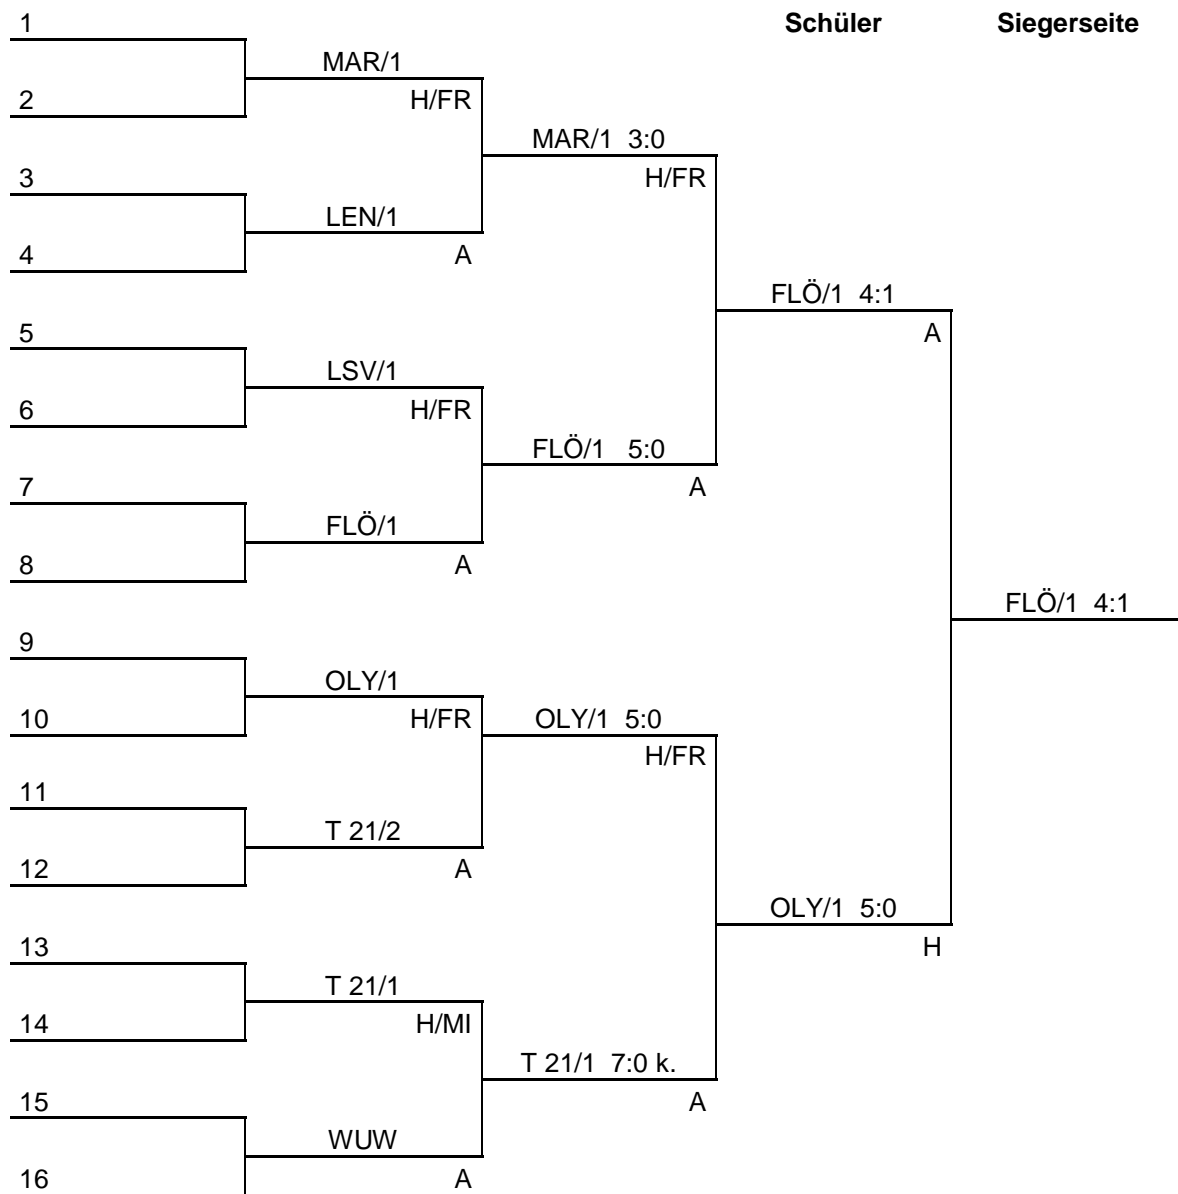 1 Schüler Siegerseite
MAR/1
2 H/FR
MAR/1 3:0
3 H/FR
LEN/1
4 A
FLÖ/1 4:1
5 A
LSV/1
6 H/FR
FLÖ/1 5:0
7 A
FLÖ/1
8 A
FLÖ/1 4:1
9
OLY/1
10 H/FR OLY/1 5:0
H/FR
11
T 21/2
12 A
OLY/1 5:0
13 H
T 21/1
14 H/MI
T 21/1 7:0 k.
15 A
WUW
16 A